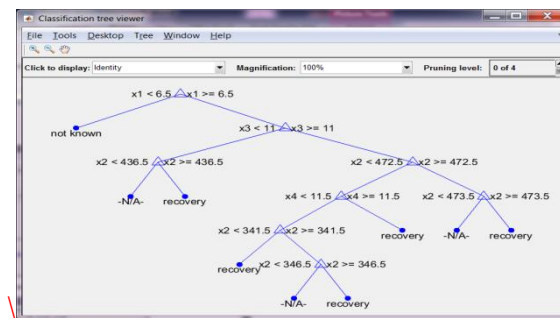 Classification tree viewer
File Tools Desktop Tree Window Help
Click to display: Identity Magnification: 100% Pruning level: 0 of 4
x1 < 6.5 x1 >= 6.5
not known
x3 < 11 x3 >= 11
x2 < 436.5 x2 >= 436.5 x2 < 472.5 x2 >= 472.5
-N/A- recovery
x4 < 11.5 x4 >= 11.5 x2 < 473.5 x2 >= 473.5
x2 < 341.5 x2 >= 341.5 recovery -N/A- recovery
recovery x2 < 346.5 x2 >= 346.5
-N/A- recovery